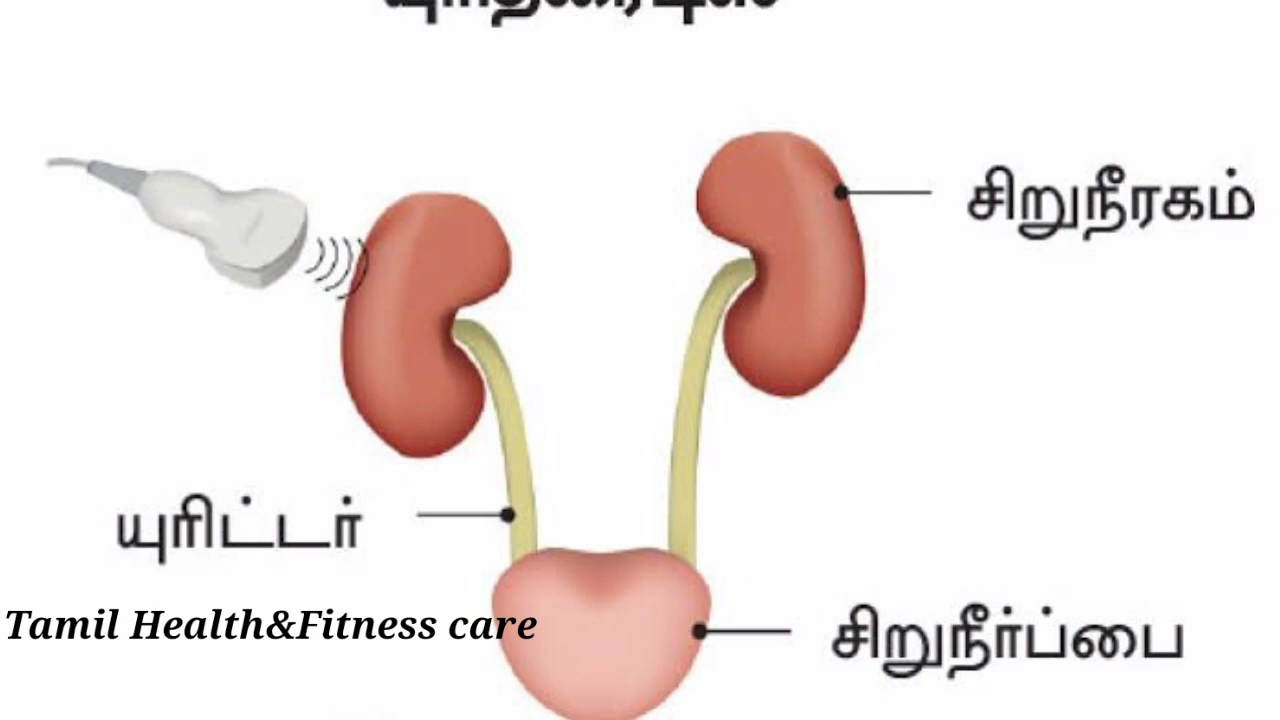 சிறுநீரகம்
யுரிட்டர்
Tamil Health&Fitness care
சிறுநீர்ப்பை